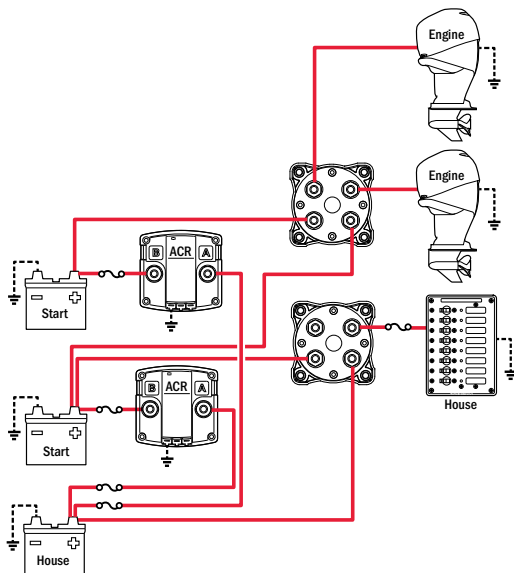 Engine
Engine
B ACR A
Start
House
B ACR A
Start
House